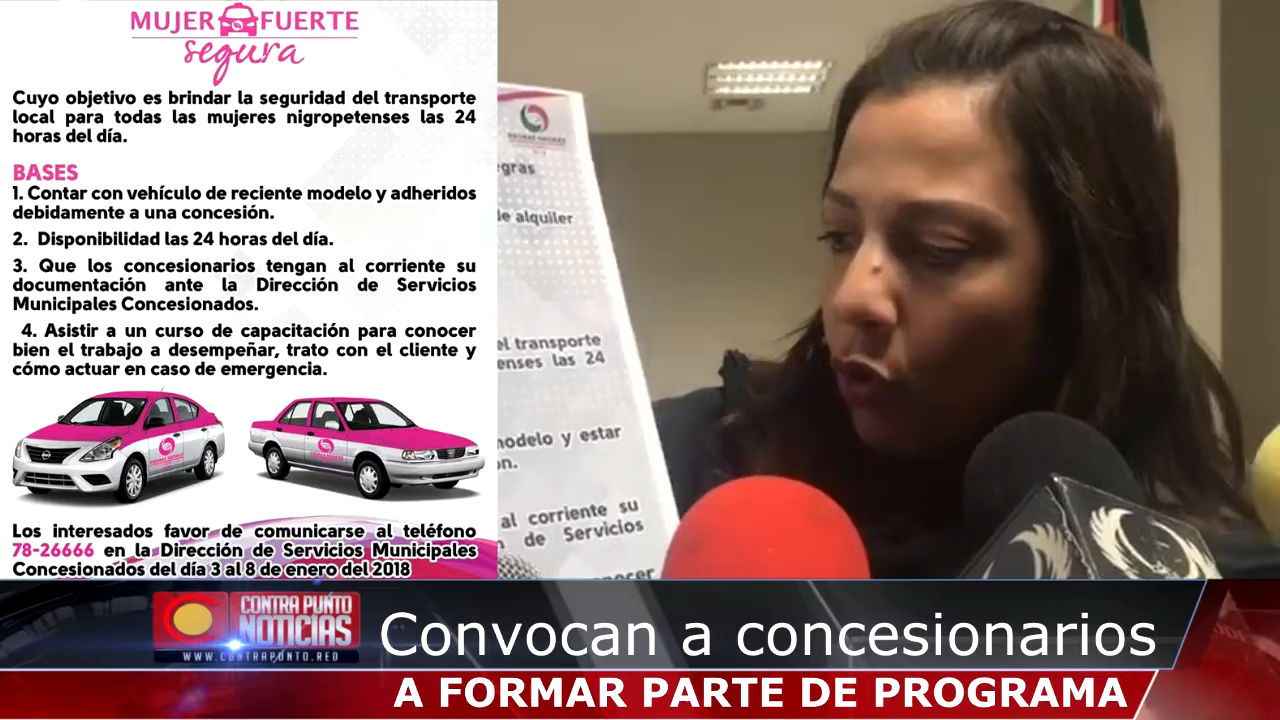 MUJER FUERTE
segura
Cuyo objetivo es brindar la seguridad del transporte
local para todas las mujeres nigropetenses las 24
horas del día.
BASES
1. Contar con vehículo de reciente modelo y adheridos
debidamente a una concesión.
2. Disponibilidad las 24 horas del día.
3. Que los concesionarios tengan al corriente su
documentación ante la Dirección de Servicios
Municipales Concesionados.
4. Asistir a un curso de capacitación para conocer
bien el trabajo a desempeñar, trato con el cliente y
cómo actuar en caso de emergencia.
Los interesados favor de comunicarse al teléfono
78-26666 en la Dirección de Servicios Municipales
Concesionados del día 3 al 8 de enero del 2018
PIEDRAS NEGRAS
egras
de alquiler
el transporte
enses las 24
modelo y estar
ón.
al corriente su
de Servicios
conocer
CONTRA PUNTO
NOTICIAS
WWW.CONTRAPUNTO.RED
Convocan a concesionarios
A FORMAR PARTE DE PROGRAMA